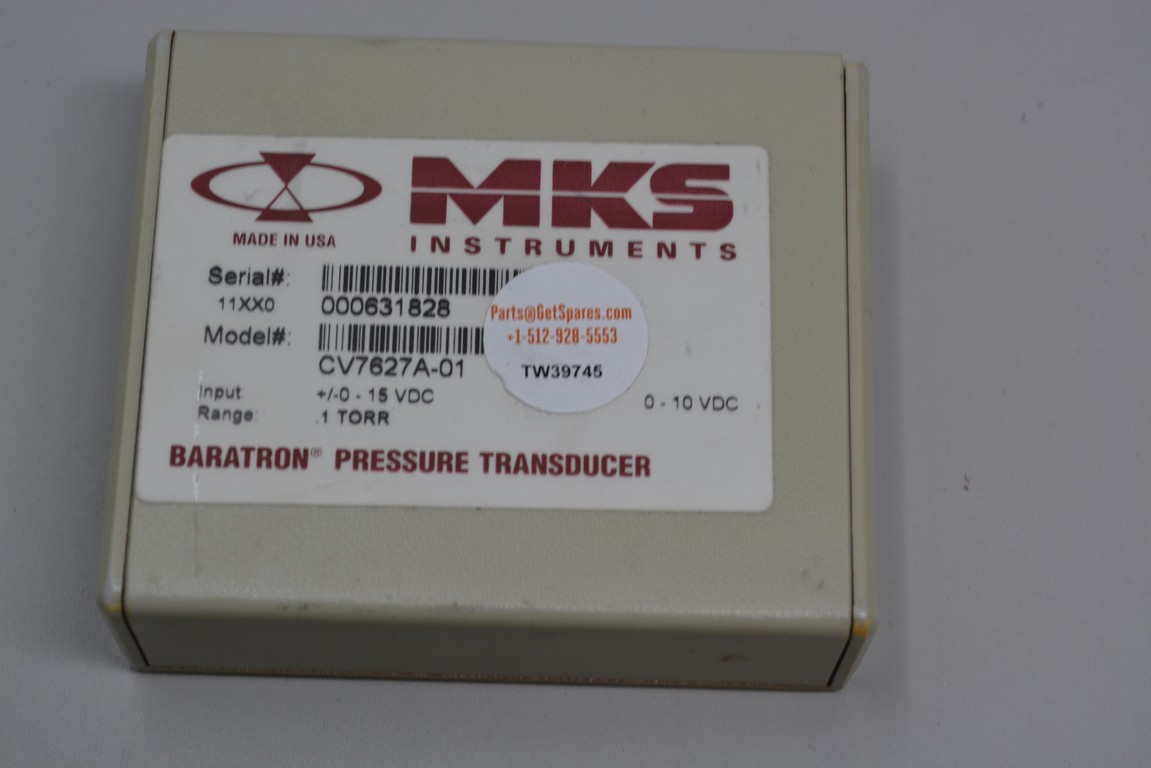 MKS
INSTRUMENTS
MADE IN USA
Serial#:
11XX0
000631828
Model#:
CV7627A-01
Input: +/-0 - 15 VDC 0 - 10 VDC
Range: .1 TORR
BARATRON® PRESSURE TRANSDUCER
Parts@GetSpares.com
+1-512-928-5553
TW39745